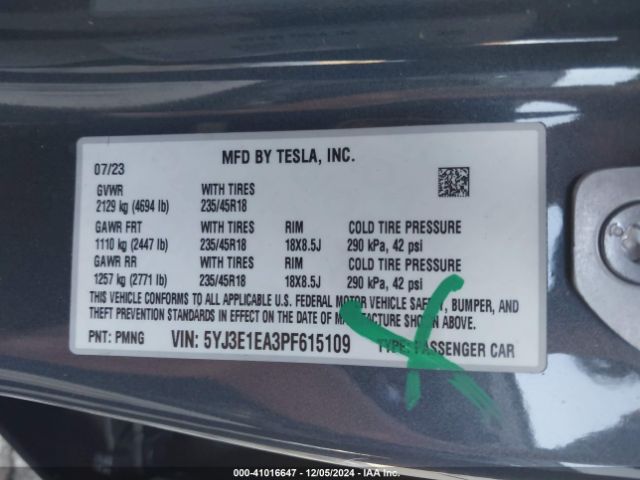 07/23
MFD BY TESLA, INC.
GVWR WITH TIRES
2129 kg (4694 lb) 235/45R18
GAWR FRT WITH TIRES RIM COLD TIRE PRESSURE
1110 kg (2447 lb) 235/45R18 18X8.5J 290 kPa, 42 psi
GAWR RR WITH TIRES RIM COLD TIRE PRESSURE
1257 kg (2771 lb) 235/45R18 18X8.5J 290 kPa, 42 psi
THIS VEHICLE CONFORMS TO ALL APPLICABLE U.S. FEDERAL MOTOR VEHICLE SAFETY, BUMPER, AND
THEFT PREVENTION STANDARDS IN EFFECT ON THE DATE OF MANUFACTURE SHOWN ABOVE.
PNT: PMNG VIN: 5YJ3E1EA3PF615109 TYPE: PASSENGER CAR
000-41016647 - 12/05/2024 - IAA Inc.